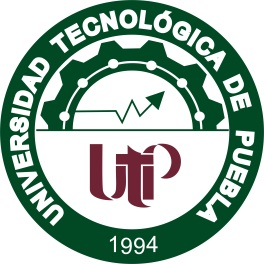 UNIVERSIDAD TECNOLÓGICA DE PUEBLA
UTP
1994